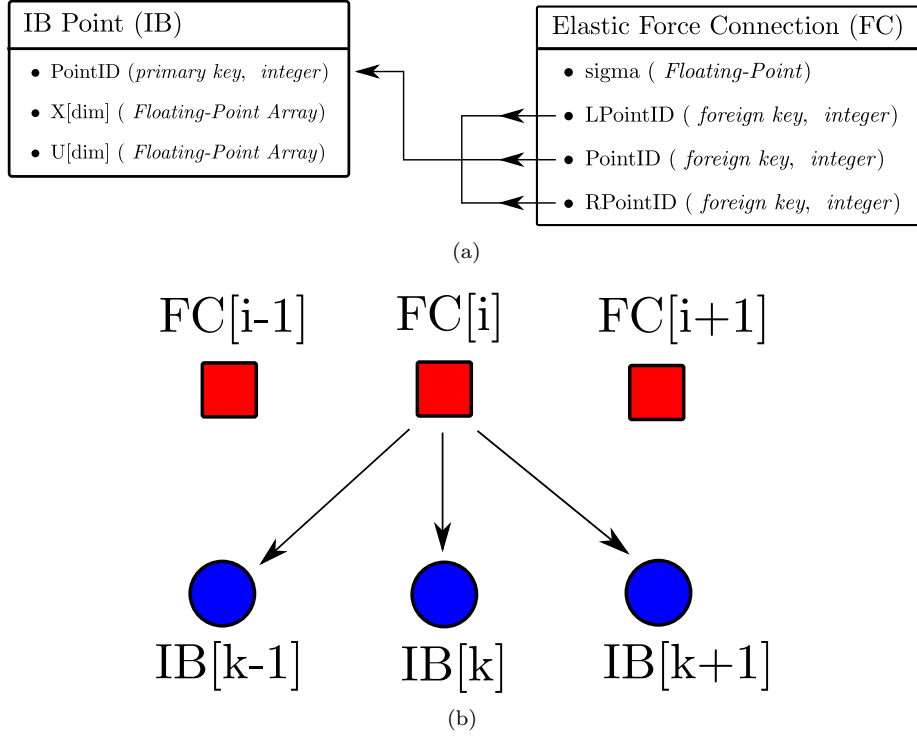 IB Point (IB)
• PointID (primary key, integer)
• X[dim] ( Floating-Point Array)
• U[dim] ( Floating-Point Array)
Elastic Force Connection (FC)
• sigma ( Floating-Point)
• LPointID ( foreign key, integer)
• PointID ( foreign key, integer)
• RPointID ( foreign key, integer)
(a)
FC[i-1] FC[i] FC[i+1]
IB[k-1] IB[k] IB[k+1]
(b)